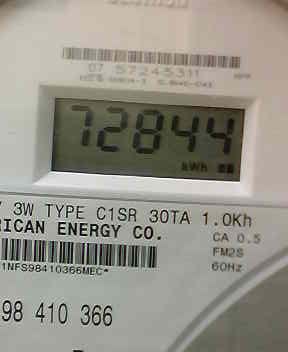 07 57245311
72844
kWh
3W TYPE C1SR 30TA 1.0Kh
RICAN ENERGY CO.
CA 0.5
FM2S
60Hz
1NFS98410366MEC*
98 410 366